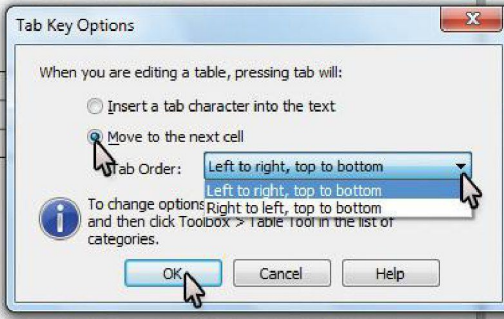 Tab Key Options
X
When you are editing a table, pressing tab will:
Insert a tab character into the text
Move to the next cell
Tab Order: Left to right, top to bottom
Left to right, top to bottom
Right to left, top to bottom
To change options
and then click Toolbox > Table Tool in the list of
categories.
OK Cancel Help